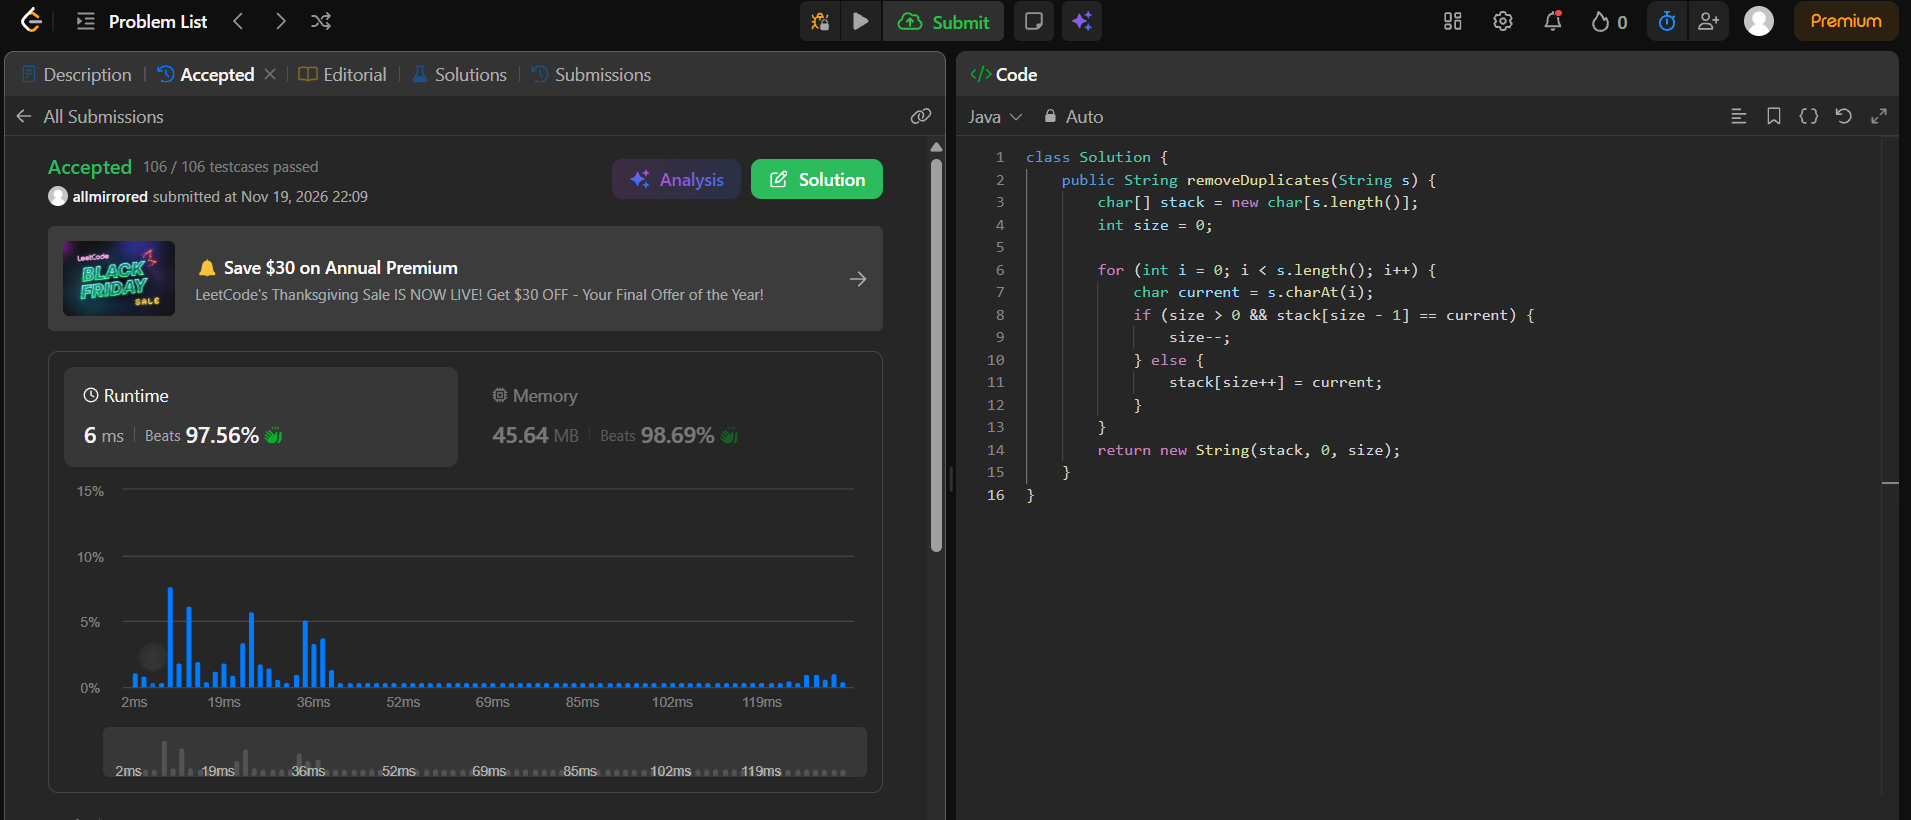 Problem List
Submit
0
Premium
Description
Accepted
Editorial
Solutions
Submissions
All Submissions
Accepted 106 / 106 testcases passed
allmirrored submitted at Nov 19, 2026 22:09
Analysis
Solution
LeetCode
BLACK
FRIDAY
SALE
Save $30 on Annual Premium
LeetCode's Thanksgiving Sale IS NOW LIVE! Get $30 OFF - Your Final Offer of the Year!
Runtime
6 ms Beats 97.56%
Memory
45.64 MB Beats 98.69%
15%
10%
5%
0%
2ms 19ms 36ms 52ms 69ms 85ms 102ms 119ms
2ms 19ms 36ms 52ms 69ms 85ms 102ms 119ms
</> Code
Java Auto
1 class Solution {
2 public String removeDuplicates(String s) {
3 char[] stack = new char[s.length()];
4 int size = 0;
5
6 for (int i = 0; i < s.length(); i++) {
7 char current = s.charAt(i);
8 if (size > 0 && stack[size - 1] == current) {
9 size--;
10 } else {
11 stack[size++] = current;
12 }
13 }
14 return new String(stack, 0, size);
15 }
16 }